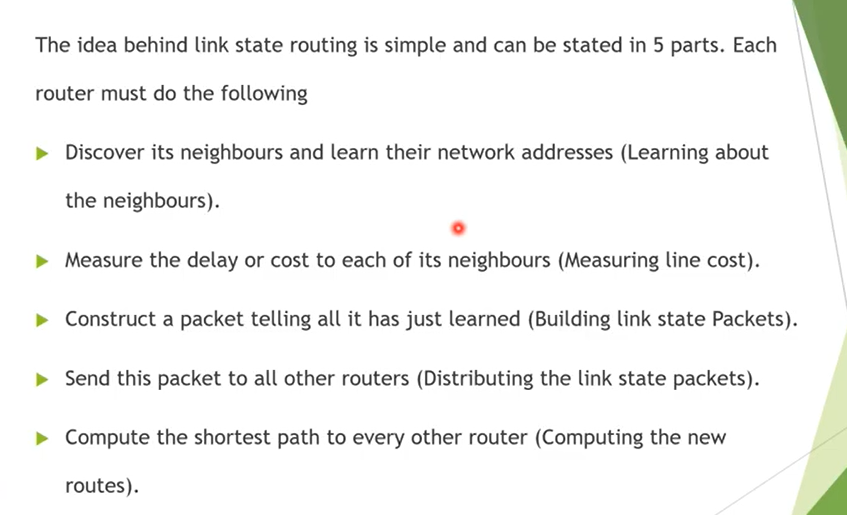 The idea behind link state routing is simple and can be stated in 5 parts. Each
router must do the following
Discover its neighbours and learn their network addresses (Learning about
the neighbours).
Measure the delay or cost to each of its neighbours (Measuring line cost).
Construct a packet telling all it has just learned (Building link state Packets).
Send this packet to all other routers (Distributing the link state packets).
Compute the shortest path to every other router (Computing the new
routes).